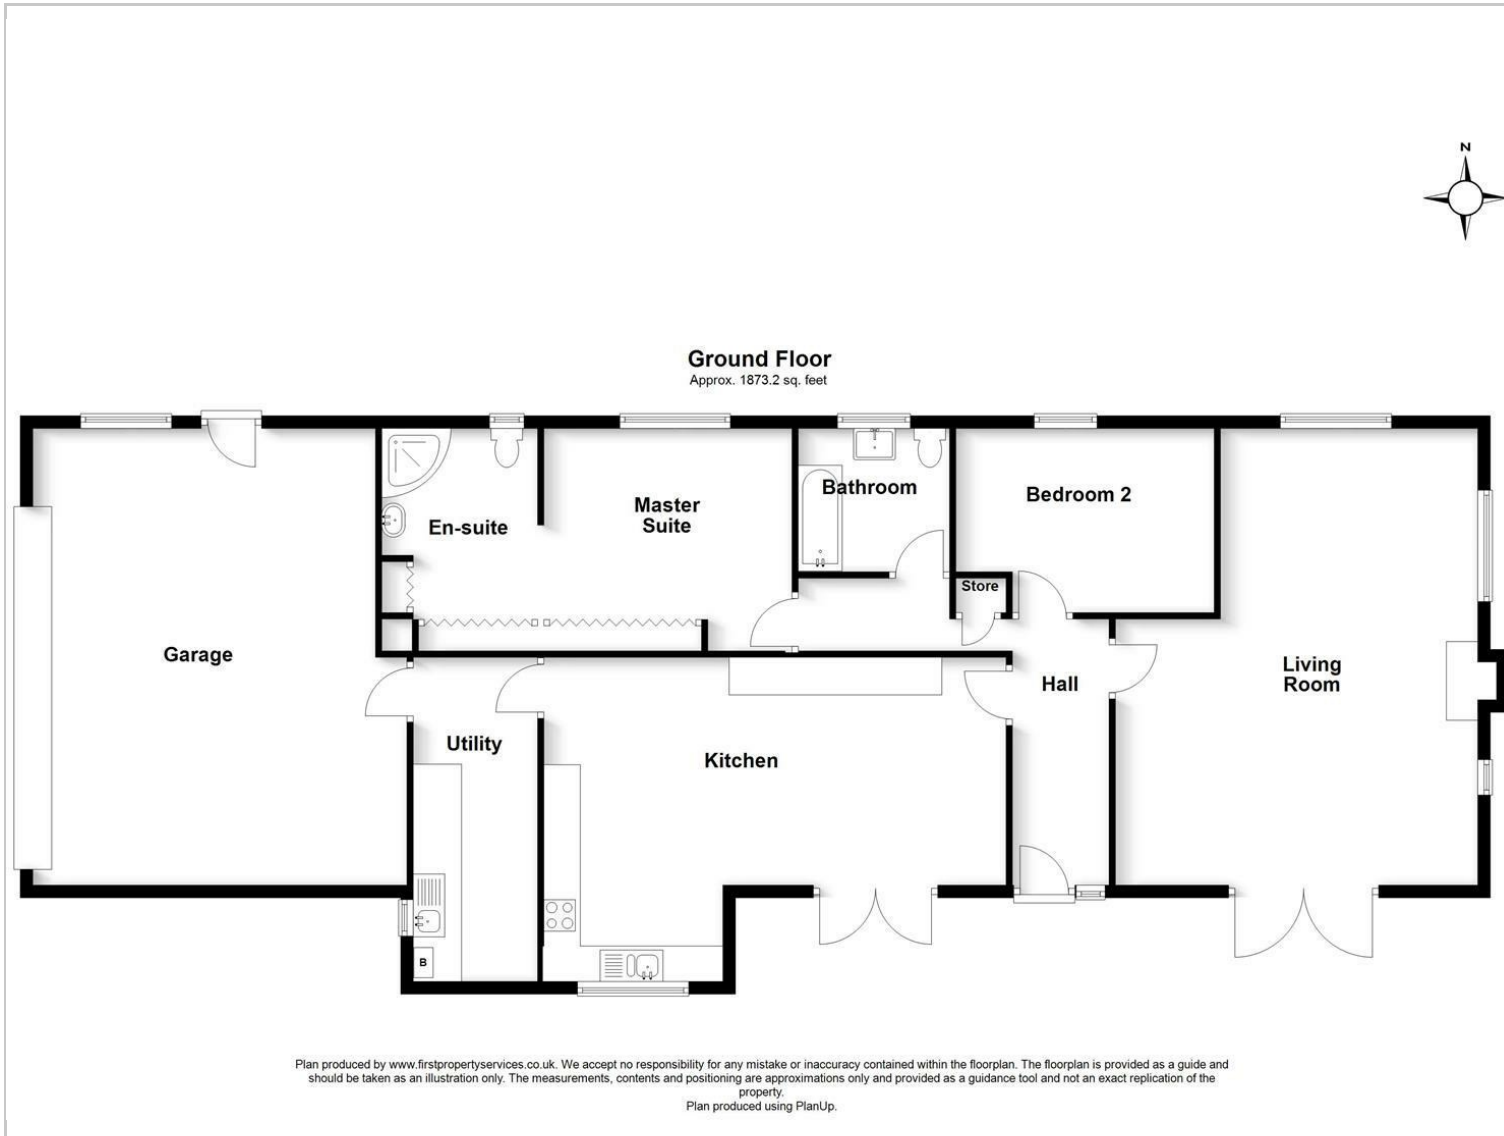 N
Ground Floor
Approx. 1873.2 sq. feet
Bathroom
Bedroom 2
Master
Suite
En-suite
Store
Garage
Living
Room
Hall
Utility
Kitchen
B
Plan produced by www.firstpropertyservices.co.uk. We accept no responsibility for any mistake or inaccuracy contained within the floorplan. The floorplan is provided as a guide and
should be taken as an illustration only. The measurements, contents and positioning are approximations only and provided as a guidance tool and not an exact replication of the
property.
Plan produced using PlanUp.